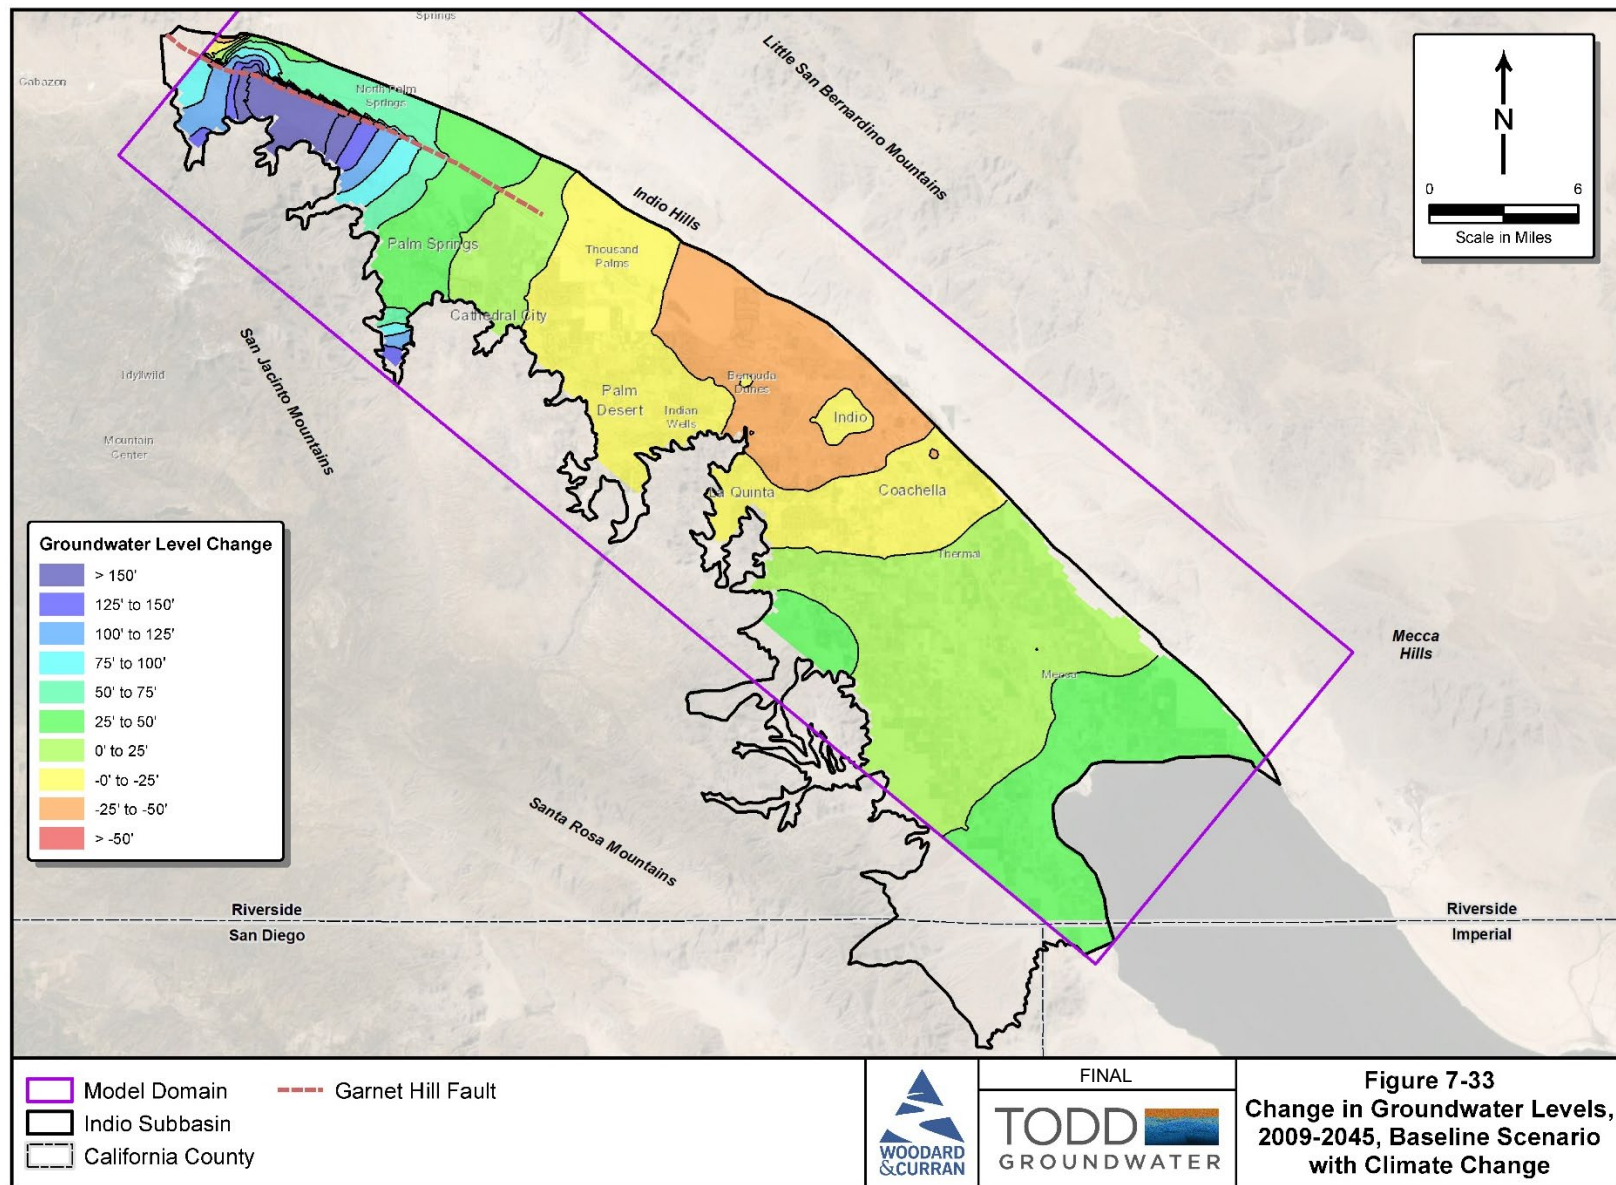 Springs
Cabazon
North Palm
Springs
Little San Bernardino Mountains
N
0
6
Scale in Miles
Indio Hills
Palm Springs
Thousand
Palms
Cathedral City
San Jacinto Mountains
Idyllwild
Mountain
Center
Palm
Desert
Indian
Wells
Bermuda
Dunes
Indio
La Quinta
Coachella
Thermal
Mecca
Mecca
Hills
Santa Rosa Mountains
Groundwater Level Change
> 150'
125' to 150'
100' to 125'
75' to 100'
50' to 75'
25' to 50'
0' to 25'
-0' to -25'
-25' to -50'
> -50'
Riverside
San Diego
Riverside
Imperial
Model Domain
Garnet Hill Fault
Indio Subbasin
California County
WOODARD
&CURRAN
FINAL
TODD
GROUNDWATER
Figure 7-33
Change in Groundwater Levels,
2009-2045, Baseline Scenario
with Climate Change